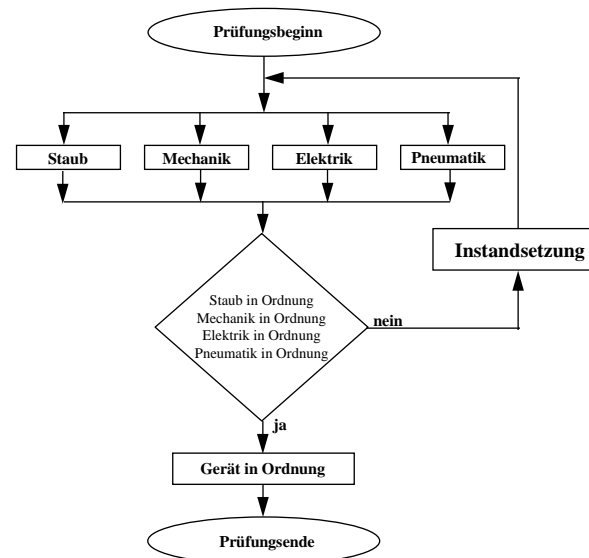 Prüfungsbeginn
Staub
Mechanik
Elektrik
Pneumatik
Instandsetzung
Staub in Ordnung
Mechanik in Ordnung
Elektrik in Ordnung
Pneumatik in Ordnung
nein
ja
Gerät in Ordnung
Prüfungsende